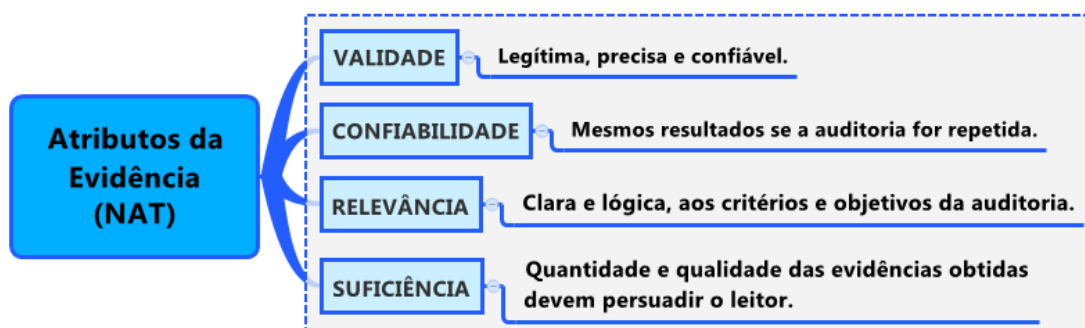 Atributos da
Evidência
(NAT)
VALIDADE
Legítima, precisa e confiável.
CONFIABILIDADE
Mesmos resultados se a auditoria for repetida.
RELEVÂNCIA
Clara e lógica, aos critérios e objetivos da auditoria.
SUFICIÊNCIA
Quantidade e qualidade das evidências obtidas
devem persuadir o leitor.